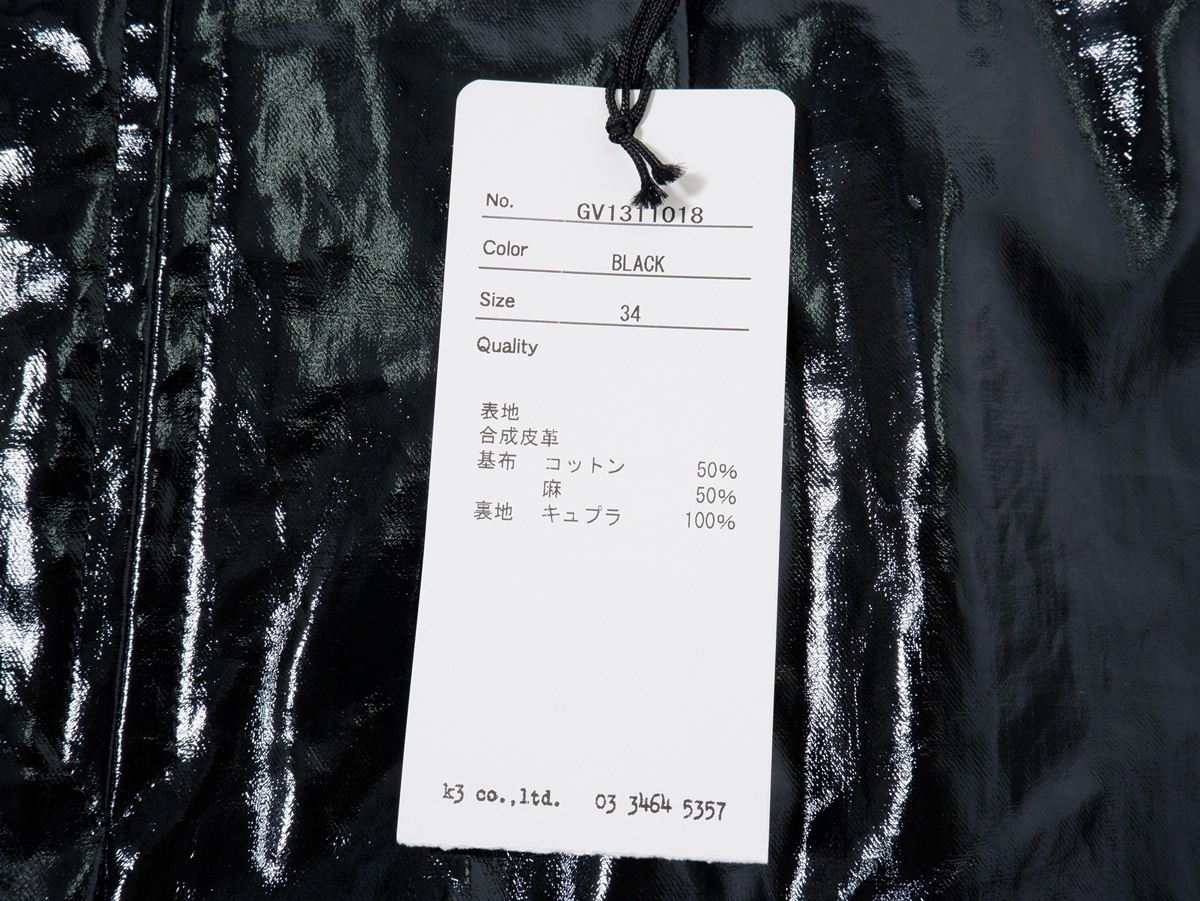 No. GV1311018
Color BLACK
Size 34
Quality
表地
合成皮革
基布 コットン 50%
麻 50%
裏地 キュプラ 100%
k3 co.,ltd. 03 3464 5357